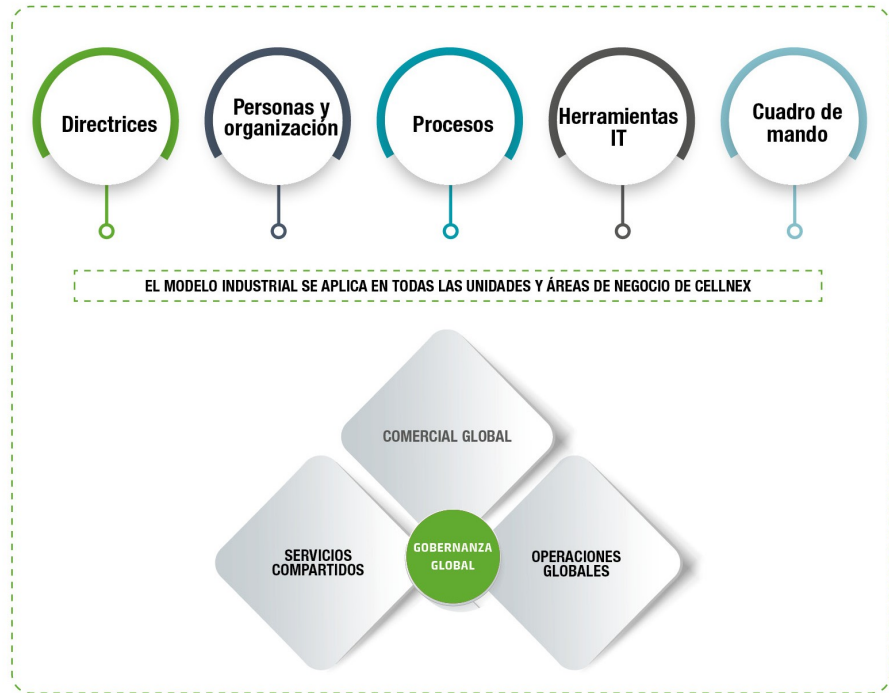 Directrices
Personas y
organización
Procesos
Herramientas
IT
Cuadro de
mando
EL MODELO INDUSTRIAL SE APLICA EN TODAS LAS UNIDADES Y ÁREAS DE NEGOCIO DE CELLNEX
COMERCIAL GLOBAL
SERVICIOS
COMPARTIDOS
GOBERNANZA
GLOBAL
OPERACIONES
GLOBALES